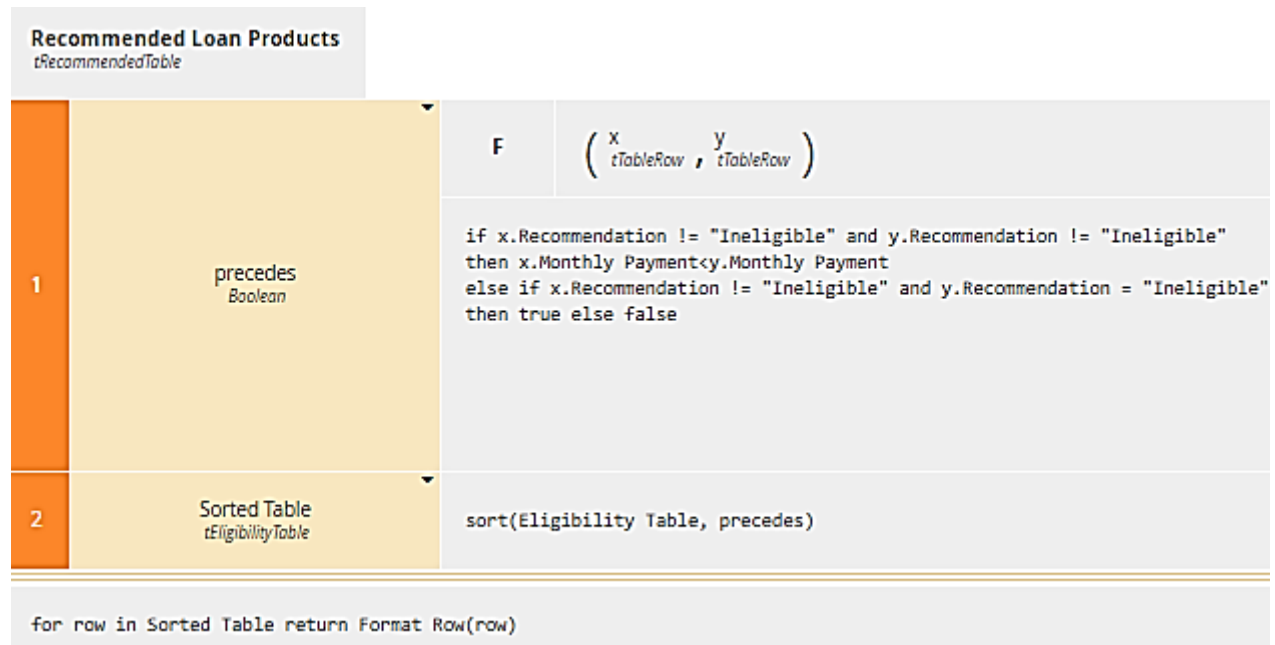 Recommended Loan Products
tRecommendedTable
F
( x , y )
tTableRow tTableRow
1
precedes
Boolean
if x.Recommendation != "Ineligible" and y.Recommendation != "Ineligible"
then x.Monthly Payment<y.Monthly Payment
else if x.Recommendation != "Ineligible" and y.Recommendation = "Ineligible"
then true else false
2
Sorted Table
tEligibilityTable
sort(Eligibility Table, precedes)
for row in Sorted Table return Format Row(row)